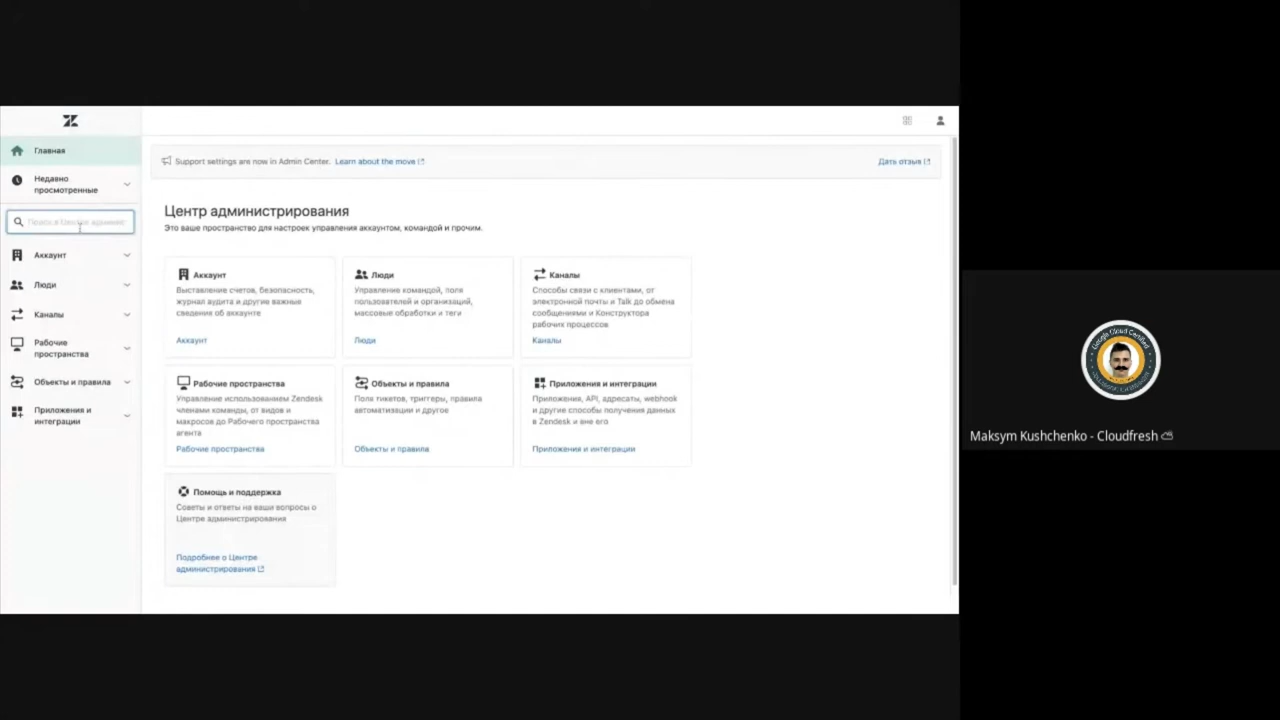 Главная
Недавно
просмотренные
Поиск в Центре админис
Аккаунт
Люди
Каналы
Рабочие
пространства
Объекты и правила
Приложения и
интеграции
Support settings are now in Admin Center. Learn about the move
Дать отзыв
Центр администрирования
Это ваше пространство для настроек управления аккаунтом, командой и прочим.
Аккаунт
Выставление счетов, безопасность,
журнал аудита и другие важные
сведения об аккаунте
Аккаунт
Люди
Управление командой, поля
пользователей и организаций,
массовые обработки и теги
Люди
Каналы
Способы связи с клиентами, от
электронной почты и Talk до обмена
сообщениями и Конструктора
рабочих процессов
Каналы
Рабочие пространства
Управление использованием Zendesk
членами команды, от видов и
макросов до Рабочего пространства
агента
Рабочие пространства
Объекты и правила
Поля тикетов, триггеры, правила
автоматизации и другое
Объекты и правила
Приложения и интеграции
Приложения, API, адресаты, webhook
и другие способы получения данных
в Zendesk и вне его
Приложения и интеграции
Помощь и поддержка
Советы и ответы на ваши вопросы о
Центре администрирования
Подробнее о Центре
администрирования
Google Cloud Certified
Maksym Kushchenko - Cloudfresh